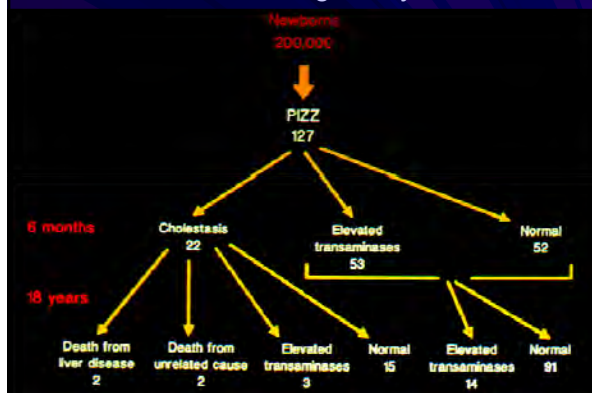 Newborns
200,000
PIZZ
127
6 months
Cholestasis
22
Elevated
transaminases
53
Normal
52
18 years
Death from
liver disease
2
Death from
unrelated cause
2
Elevated
transaminases
3
Normal
15
Elevated
transaminases
14
Normal
91